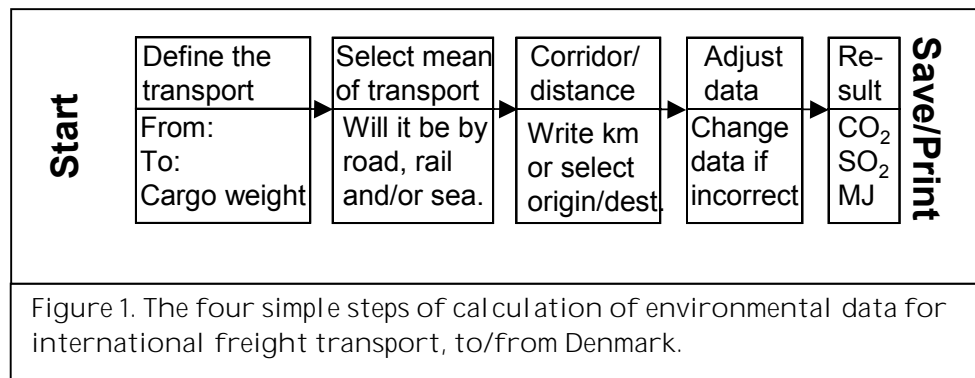 Start
Define the
transport
From:
To:
Cargo weight
Select mean
of transport
Will it be by
road, rail
and/or sea.
Corridor/
distance
Write km
or select
origin/dest.
Adjust
data
Change
data if
incorrect
Re-
sult
CO₂
SO₂
MJ
Save/Print
Figure 1. The four simple steps of calculation of environmental data for
international freight transport, to/from Denmark.